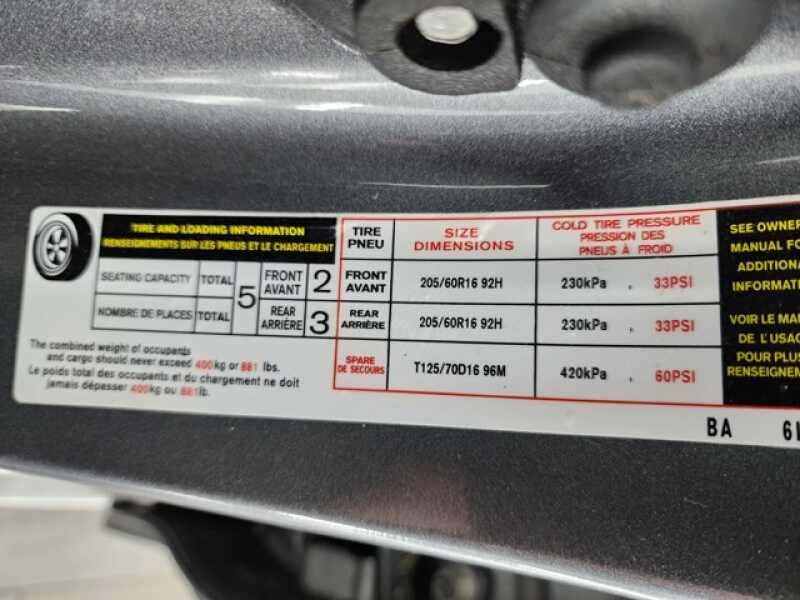 TIRE AND LOADING INFORMATION
RENSEIGNEMENTS SUR LES PNEUS ET LE CHARGEMENT
SEATING CAPACITY TOTAL 5 FRONT AVANT 2
NOMBRE DE PLACES TOTAL REAR ARRIÈRE 3
The combined weight of occupants
and cargo should never exceed 400kg or 881 lbs.
Le poids total des occupants et du chargement ne doit
jamais dépasser 400kg ou 881lb.
TIRE PNEU SIZE DIMENSIONS COLD TIRE PRESSURE PRESSION DES PNEUS À FROID
FRONT AVANT 205/60R16 92H 230kPa , 33PSI
REAR ARRIÈRE 205/60R16 92H 230kPa , 33PSI
SPARE DE SECOURS T125/70D16 96M 420kPa , 60PSI
SEE OWNER
MANUAL FO
ADDITIONA
INFORMATI
VOIR LE MAN
DE L'USAG
POUR PLUS
RENSEIGNEM
BA